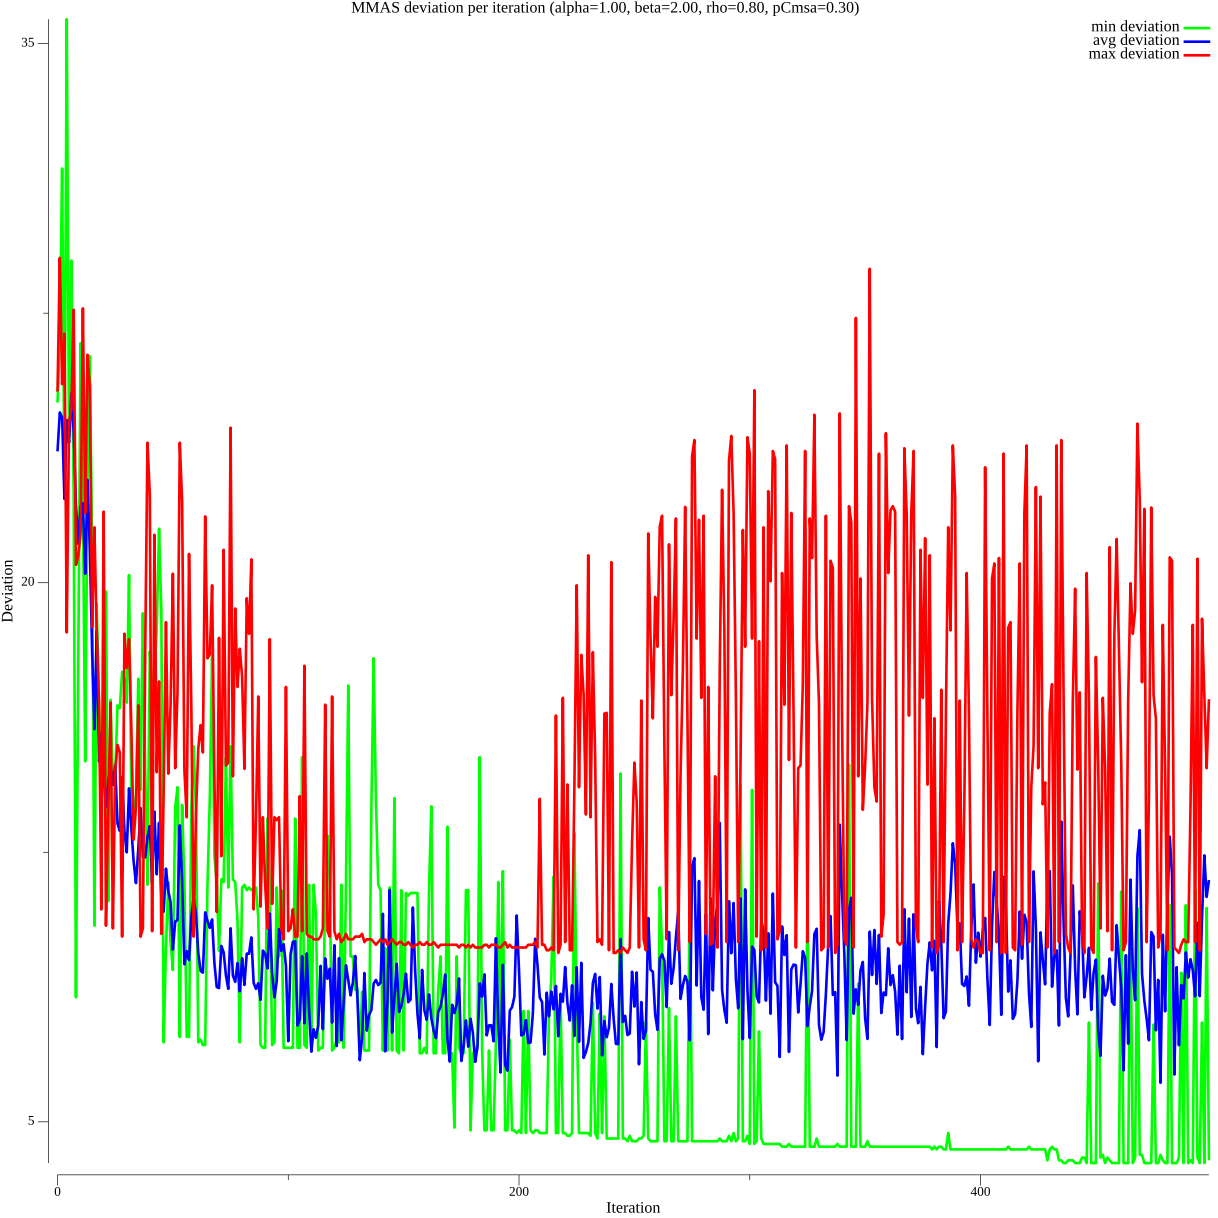 MMAS deviation per iteration (alpha=1.00, beta=2.00, rho=0.80, pCmsa=0.30)
min deviation
avg deviation
max deviation
35
20
5
Deviation
0
200
400
Iteration